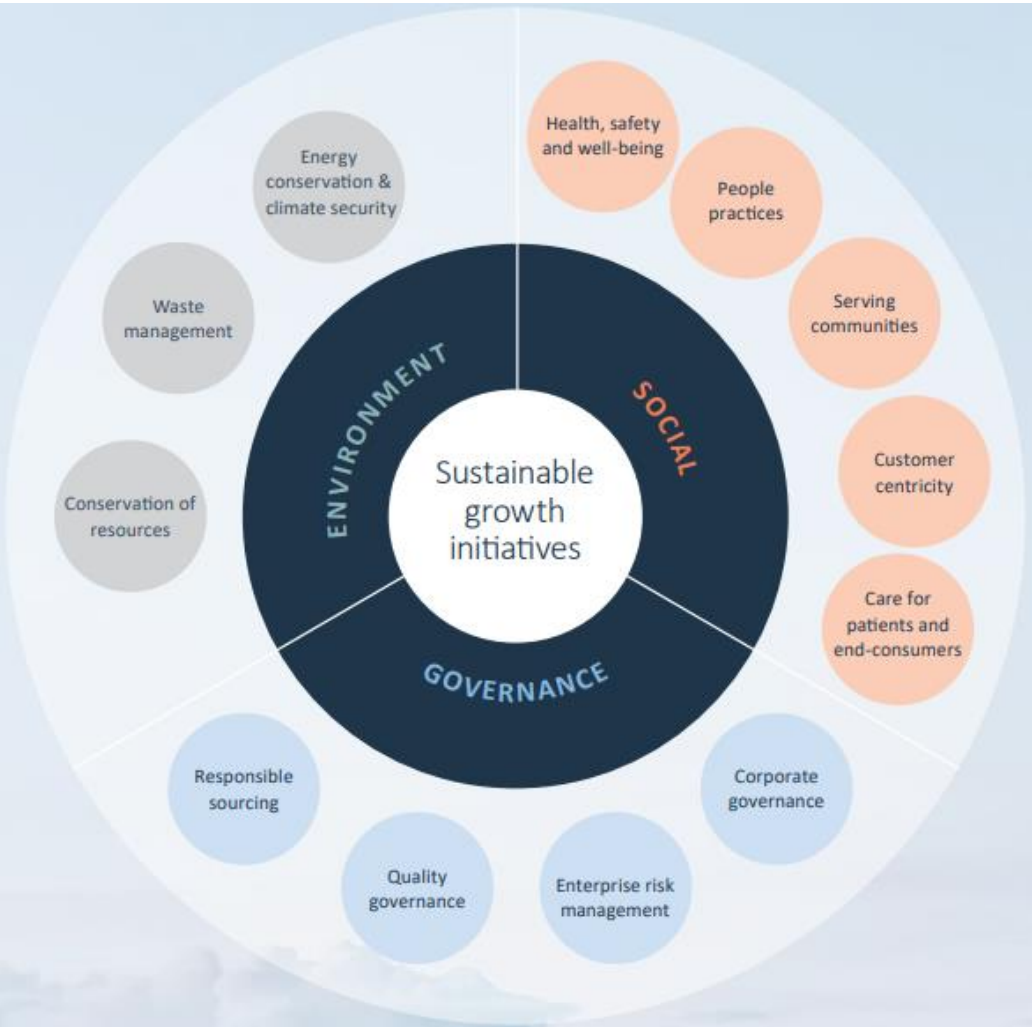 Health, safety
and well-being
People
practices
Serving
communities
Customer
centricity
Care for
patients and
end-consumers
Corporate
governance
Enterprise risk
management
Quality
governance
Responsible
sourcing
Conservation of
resources
Waste
management
Energy
conservation &
climate security
ENVIRONMENT
SOCIAL
GOVERNANCE
Sustainable
growth
initiatives